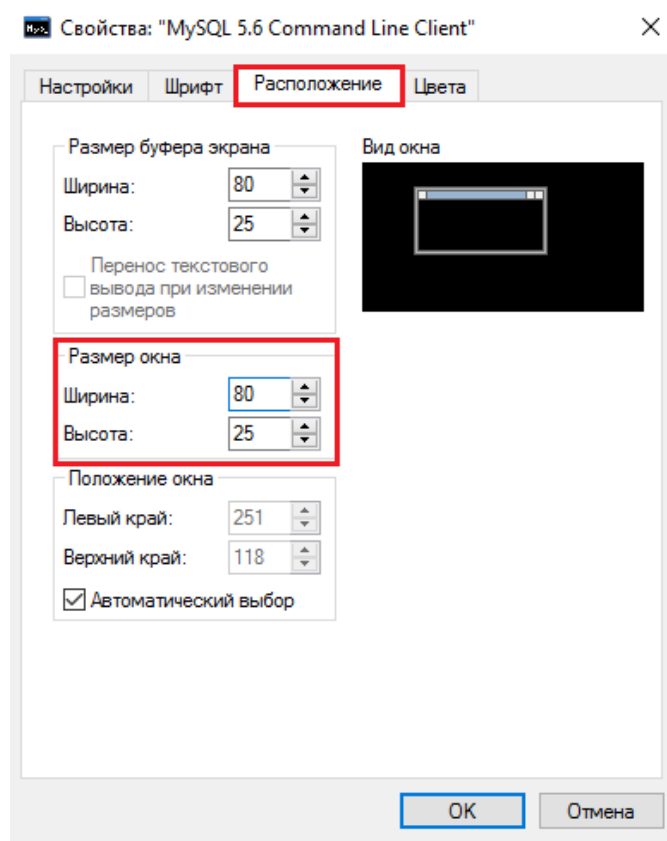 Свойства: "MySQL 5.6 Command Line Client"
Настройки Шрифт Расположение Цвета
Размер буфера экрана
Ширина: 80
Высота: 25
Перенос текстового
вывода при изменении
размеров
Вид окна
Размер окна
Ширина: 80
Высота: 25
Положение окна
Левый край: 251
Верхний край: 118
Автоматический выбор
OK Отмена